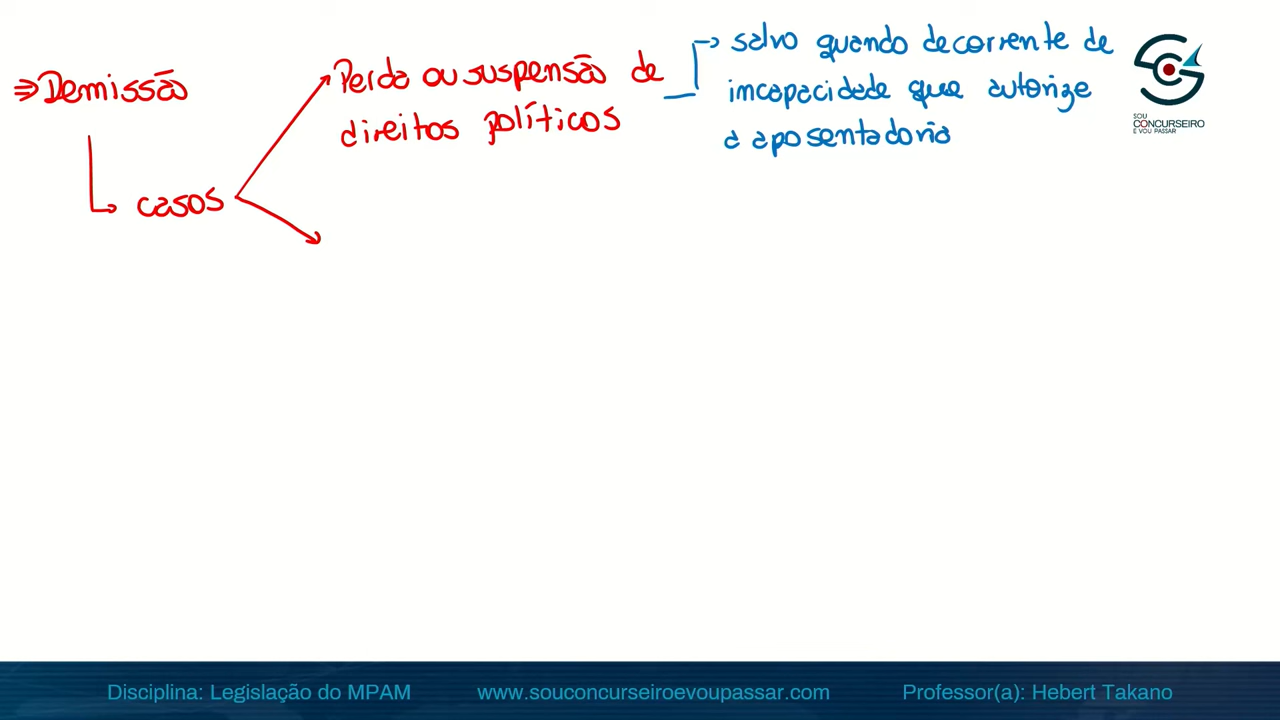 ⇒ Demissão
casos
Perda ou suspensão de
direitos políticos
salvo quando decorrente de
imcapacidade que autorize
a aposentadoria
SOU
CONCURSEIRO
E VOU PASSAR
Disciplina: Legislação do MPAM www.souconcurseiroevoupassar.com Professor(a): Hebert Takano